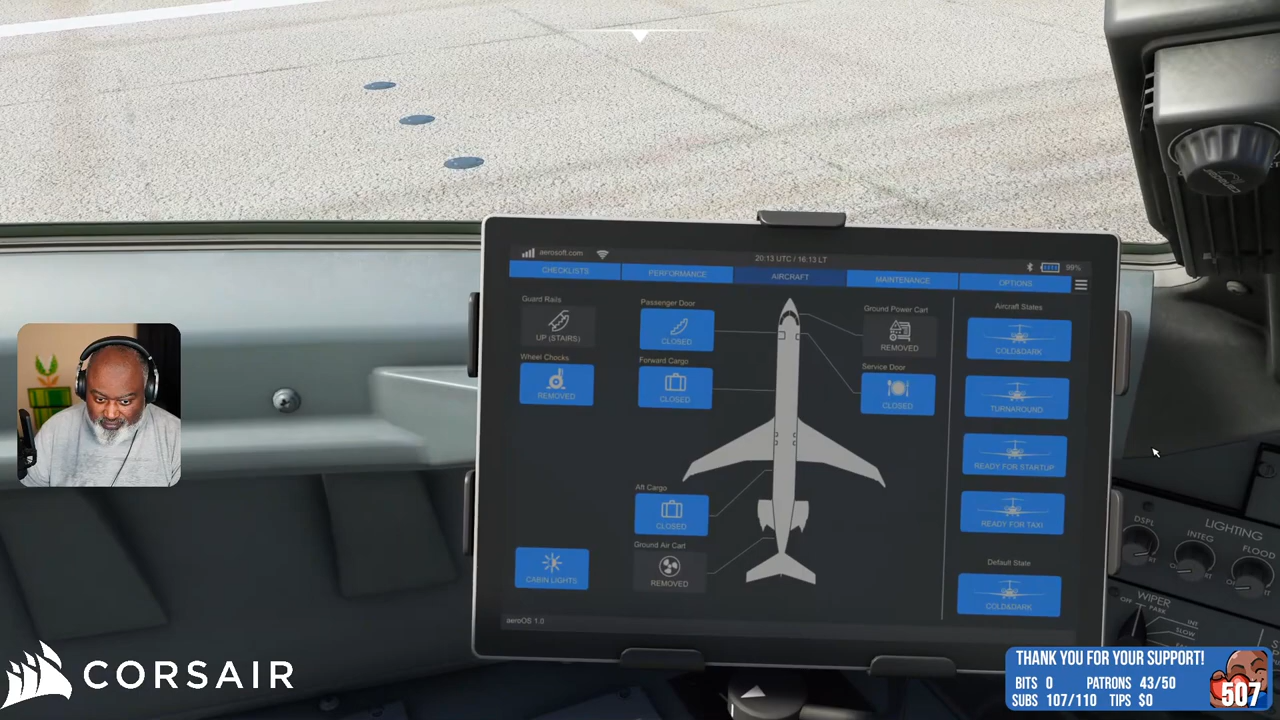 aerosoft.com
20:13 UTC / 16:13 LT
99%
CHECKLISTS
PERFORMANCE
AIRCRAFT
MAINTENANCE
OPTIONS
Guard Rails
UP (STAIRS)
Wheel Chocks
REMOVED
Passenger Door
CLOSED
Forward Cargo
CLOSED
Ground Power Cart
REMOVED
Service Door
CLOSED
Aft Cargo
CLOSED
Ground Air Cart
REMOVED
CABIN LIGHTS
Aircraft States
COLD&DARK
TURNAROUND
READY FOR STARTUP
READY FOR TAXI
Default State
COLD&DARK
aeroOS 1.0
LIGHTING
DSPL
INTEG
FLOOD
WIPER
OFF
PARK
INT
SLOW
CORSAIR
THANK YOU FOR YOUR SUPPORT!
BITS 0 PATRONS 43/50
SUBS 107/110 TIPS $0
507